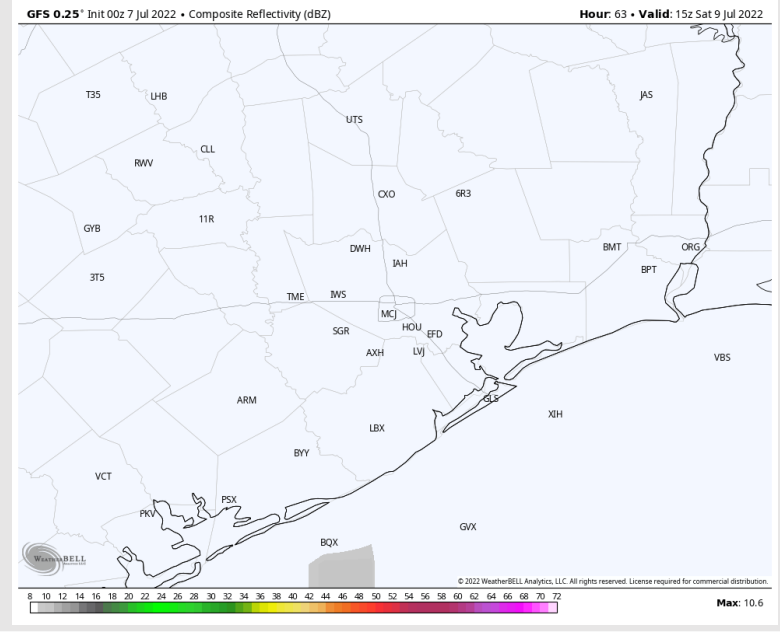 GFS 0.25° Init 00z 7 Jul 2022 • Composite Reflectivity (dBZ) Hour: 63 • Valid: 15z Sat 9 Jul 2022
T35 LHB JAS
UTS
CLL
RWV
CXO 6R3
11R
GYB
DWH BMT ORG
IAH BPT
3T5
TME IWS
MCJ
SGR HOU EFD
AXH LVJ
VBS
ARM GLS
XIH
LBX
BYY
VCT
PSX
PKV
GVX
BQX
WEATHERBELL
© 2022 WeatherBELL Analytics, LLC. All rights reserved. License required for commercial distribution.
8 10 12 14 16 18 20 22 24 26 28 30 32 34 36 38 40 42 44 46 48 50 52 54 56 58 60 62 64 66 68 70 72
Max: 10.6